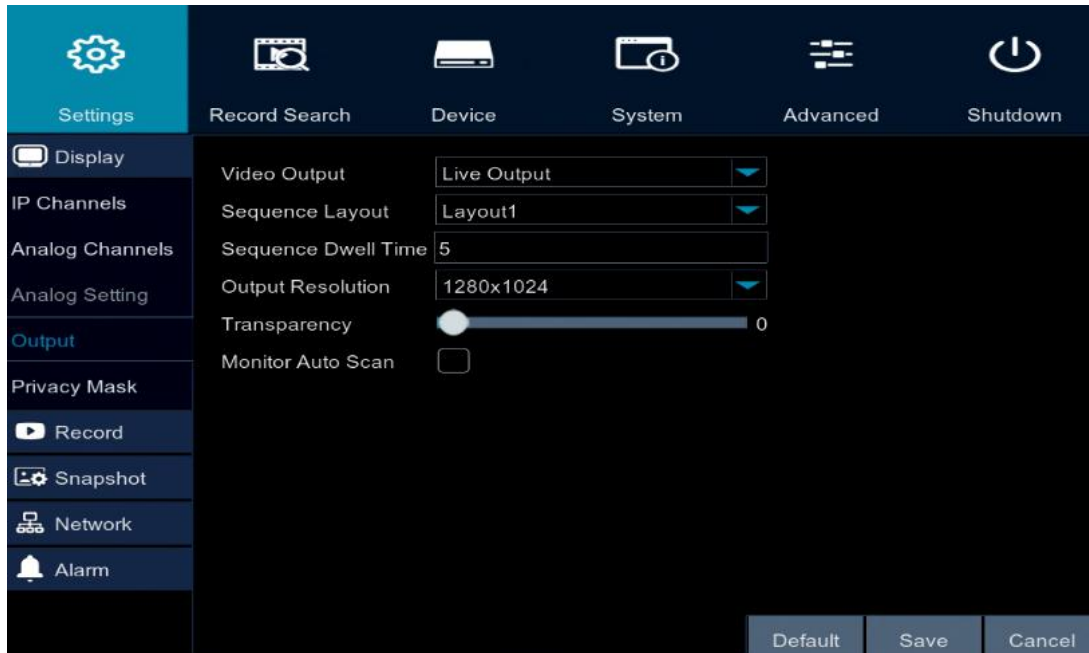 Settings Record Search Device System Advanced Shutdown
Display
IP Channels
Analog Channels
Analog Setting
Output
Privacy Mask
Record
Snapshot
Network
Alarm
Video Output Live Output
Sequence Layout Layout1
Sequence Dwell Time 5
Output Resolution 1280x1024
Transparency 0
Monitor Auto Scan
Default Save Cancel